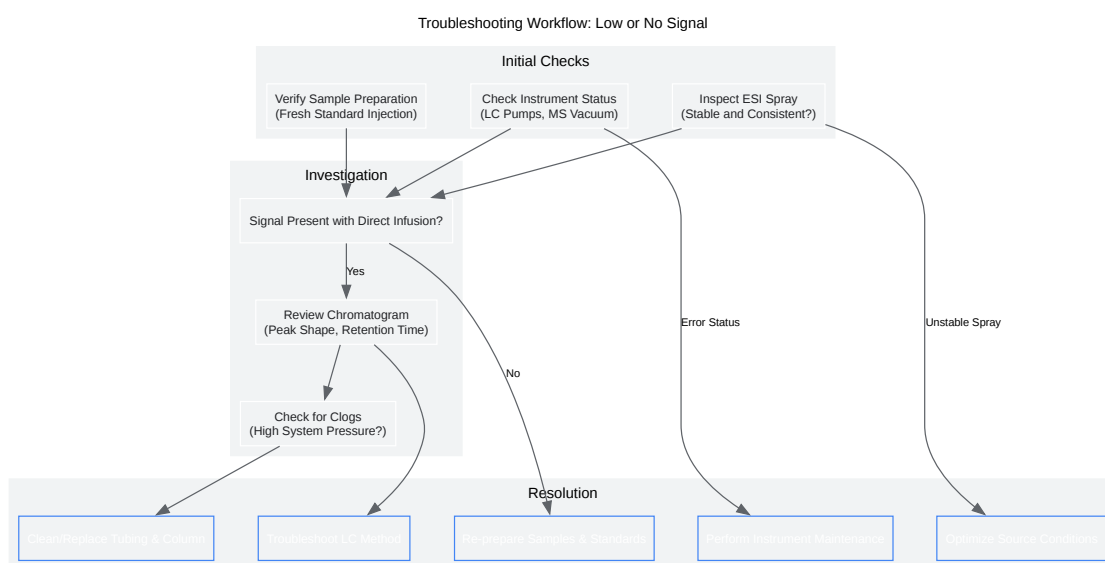 Troubleshooting Workflow: Low or No Signal
Initial Checks
Verify Sample Preparation
(Fresh Standard Injection)
Check Instrument Status
(LC Pumps, MS Vacuum)
Inspect ESI Spray
(Stable and Consistent?)
Investigation
Signal Present with Direct Infusion?
Yes
Review Chromatogram
(Peak Shape, Retention Time)
Error Status
Unstable Spray
No
Check for Clogs
(High System Pressure?)
Resolution
Clean/Replace Tubing & Column
Troubleshoot LC Method
Re-prepare Samples & Standards
Perform Instrument Maintenance
Optimize Source Conditions